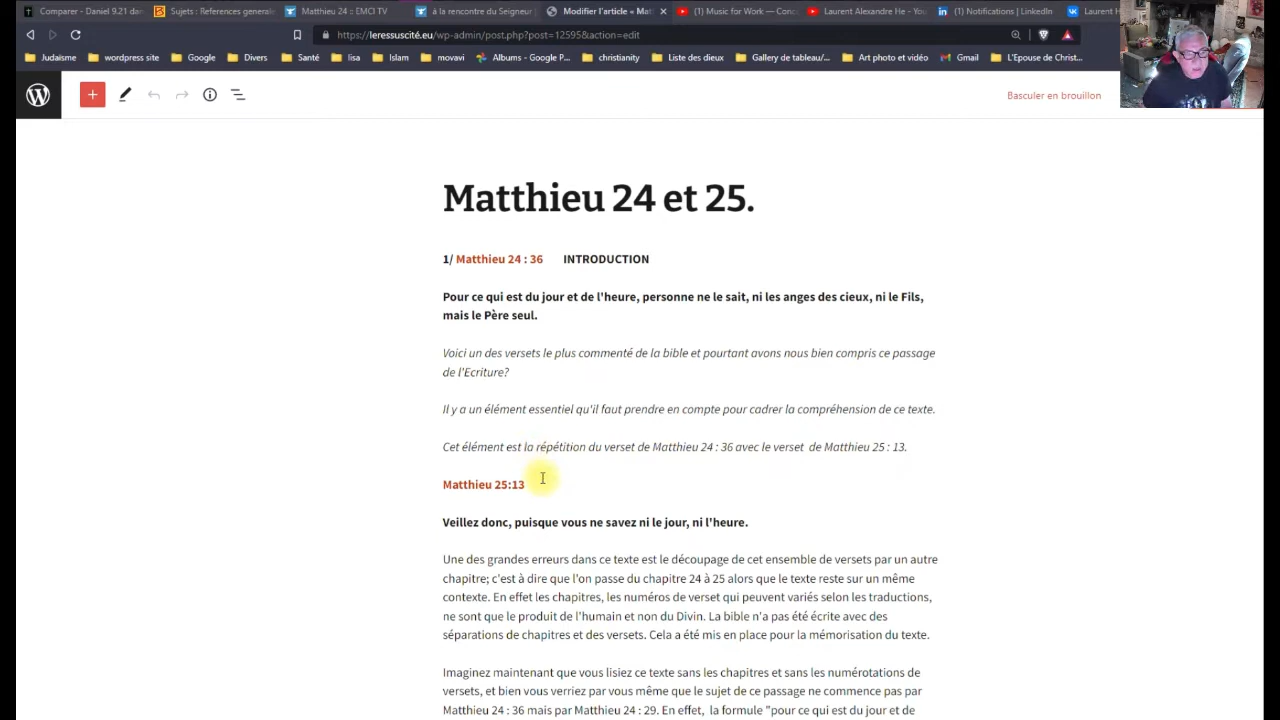 Comparer - Daniel 9.21 dan
Sujets : References generale
Matthieu 24 :: EMCI TV
à la rencontre du Seigneur
Modifier l'article « Mat
(1) Music for Work — Conc
Laurent Alexandre He - You
(1) Notifications | LinkedIn
Laurent H
https://leressuscité.eu/wp-admin/post.php?post=12595&action=edit
Judaïsme
wordpress site
Google
Divers
Santé
lisa
Islam
movavi
Albums - Google P...
christianity
Liste des dieux
Gallery de tableau/...
Art photo et vidéo
Gmail
L'Epouse de Christ...
Basculer en brouillon
Matthieu 24 et 25.
1/ Matthieu 24 : 36 INTRODUCTION
Pour ce qui est du jour et de l'heure, personne ne le sait, ni les anges des cieux, ni le Fils,
mais le Père seul.
Voici un des versets le plus commenté de la bible et pourtant avons nous bien compris ce passage
de l'Ecriture?
Il y a un élément essentiel qu'il faut prendre en compte pour cadrer la compréhension de ce texte.
Cet élément est la répétition du verset de Matthieu 24 : 36 avec le verset de Matthieu 25 : 13.
Matthieu 25:13
Veillez donc, puisque vous ne savez ni le jour, ni l'heure.
Une des grandes erreurs dans ce texte est le découpage de cet ensemble de versets par un autre
chapitre; c'est à dire que l'on passe du chapitre 24 à 25 alors que le texte reste sur un même
contexte. En effet les chapitres, les numéros de verset qui peuvent variés selon les traductions,
ne sont que le produit de l'humain et non du Divin. La bible n'a pas été écrite avec des
séparations de chapitres et des versets. Cela a été mis en place pour la mémorisation du texte.
Imaginez maintenant que vous lisiez ce texte sans les chapitres et sans les numérotations de
versets, et bien vous verriez par vous même que le sujet de ce passage ne commence pas par
Matthieu 24 : 36 mais par Matthieu 24 : 29. En effet, la formule "pour ce qui est du jour et de